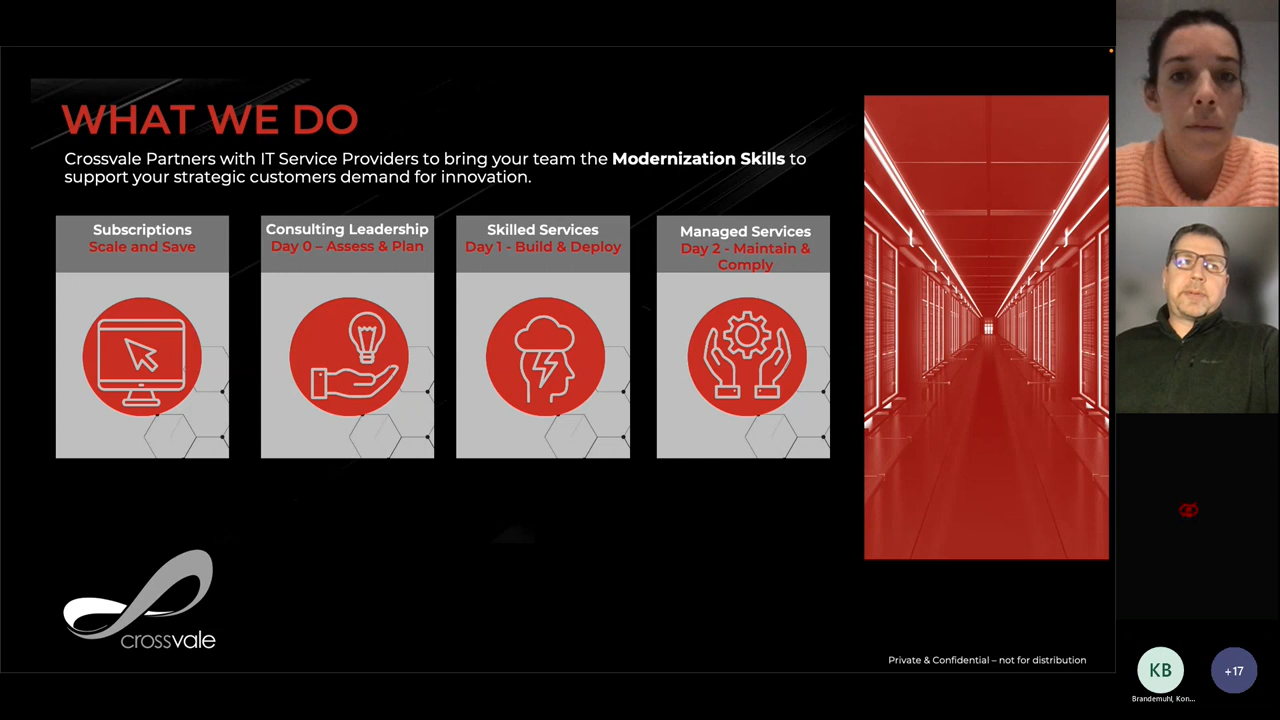 WHAT WE DO
Crossvale Partners with IT Service Providers to bring your team the Modernization Skills to
support your strategic customers demand for innovation.
Subscriptions
Scale and Save
Consulting Leadership
Day 0 – Assess & Plan
Skilled Services
Day 1 - Build & Deploy
Managed Services
Day 2 - Maintain &
Comply
crossvale
Private & Confidential – not for distribution
KB
Brandemuhl, Kon...
+17